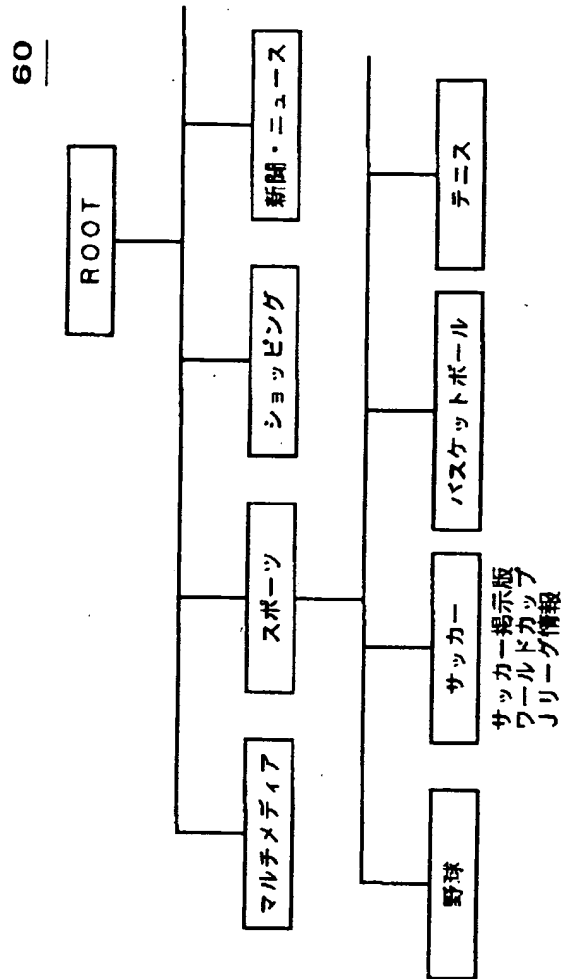 60
ROOT
マルチメディア
スポーツ
ショッピング
新聞・ニュース
野球
サッカー
バスケットボール
テニス
サッカー掲示版
ワールドカップ
Jリーグ情報